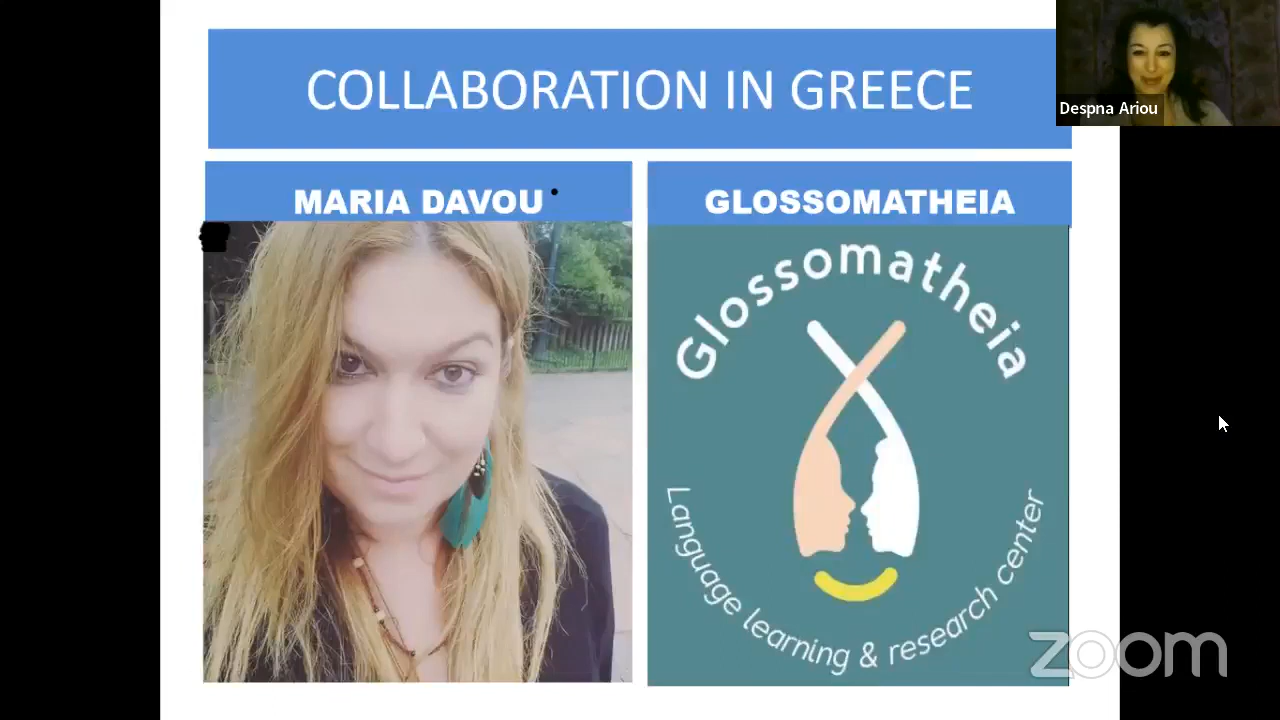 COLLABORATION IN GREECE
Despna Ariou
MARIA DAVOU
GLOSSOMATHEIA
Glossomatheia
Language learning & research center
zoom